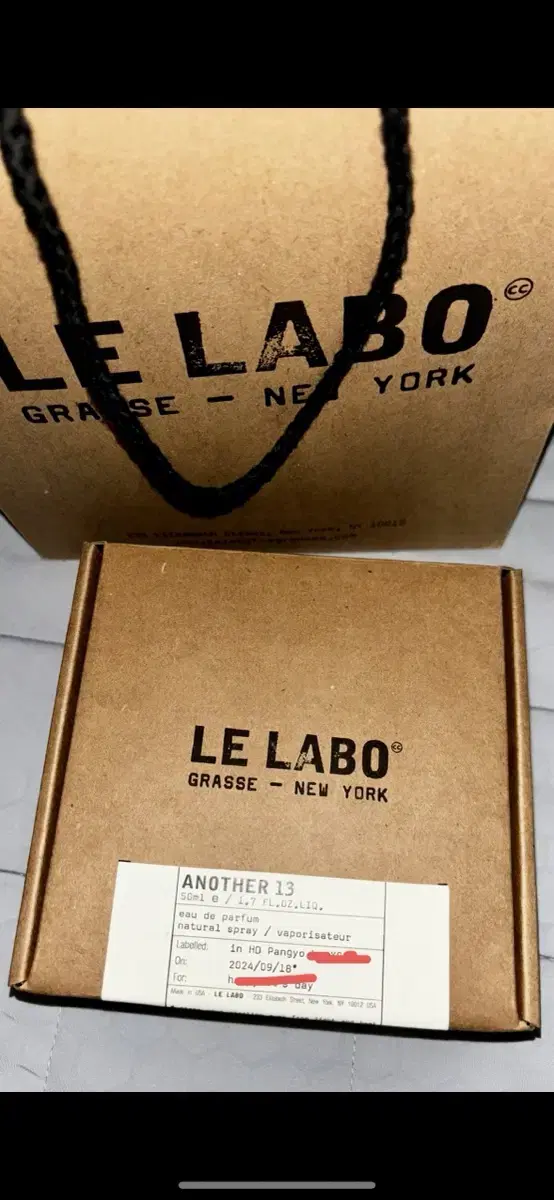 LE LABO
GRASSE — NEW YORK
LE LABO
GRASSE — NEW YORK
ANOTHER 13
50ml e / 1.7 FL.OZ.LIQ.
eau de parfum
natural spray / vaporisateur
Labelled: in HD Pangyo
On: 2024/09/18*
For: day
Made in USA LE LABO 233 Elizabeth Street, New York, NY 10012 USA